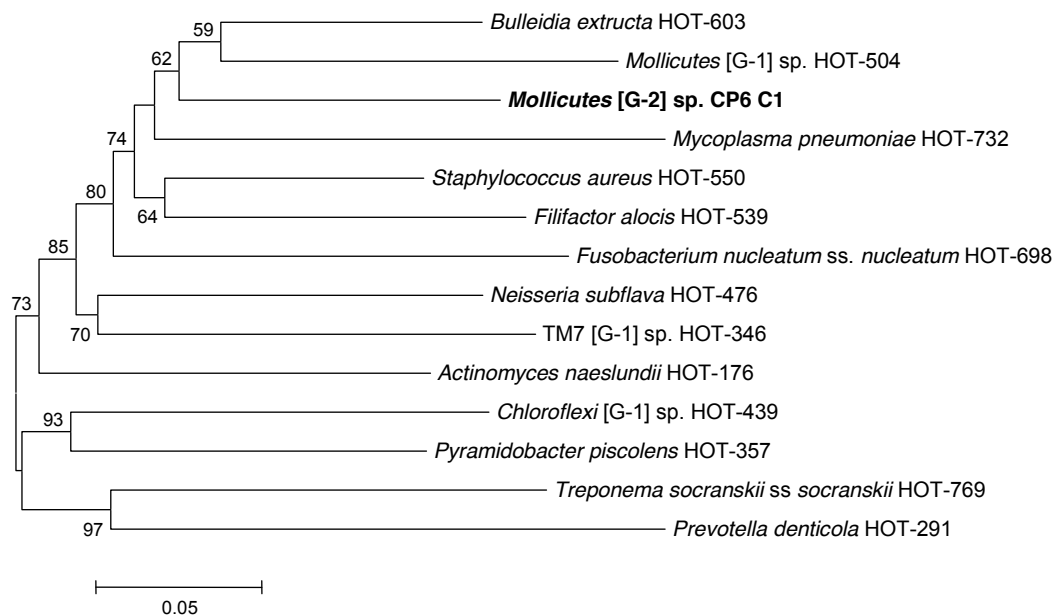 59
Bulleidia extructa HOT-603
62
Mollicutes [G-1] sp. HOT-504
Mollicutes [G-2] sp. CP6 C1
74
Mycoplasma pneumoniae HOT-732
80
Staphylococcus aureus HOT-550
64
Filifactor alocis HOT-539
85
Fusobacterium nucleatum ss. nucleatum HOT-698
73
Neisseria subflava HOT-476
70
TM7 [G-1] sp. HOT-346
Actinomyces naeslundii HOT-176
93
Chloroflexi [G-1] sp. HOT-439
Pyramidobacter piscolens HOT-357
Treponema socranskii ss socranskii HOT-769
97
Prevotella denticola HOT-291
0.05